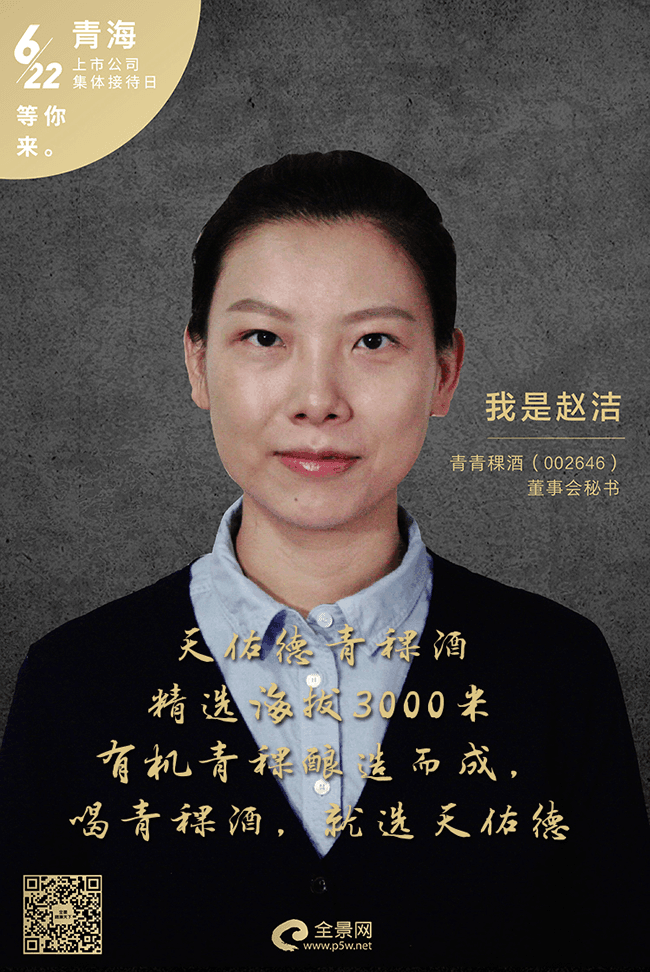 6/22
青海
上市公司
集体接待日
等你
来。
我是赵洁
青青稞酒（002646）
董事会秘书
天佑德青稞酒
精选海拔3000米
有机青稞酿造而成，
喝青稞酒，就选天佑德
全景网
www.p5w.net